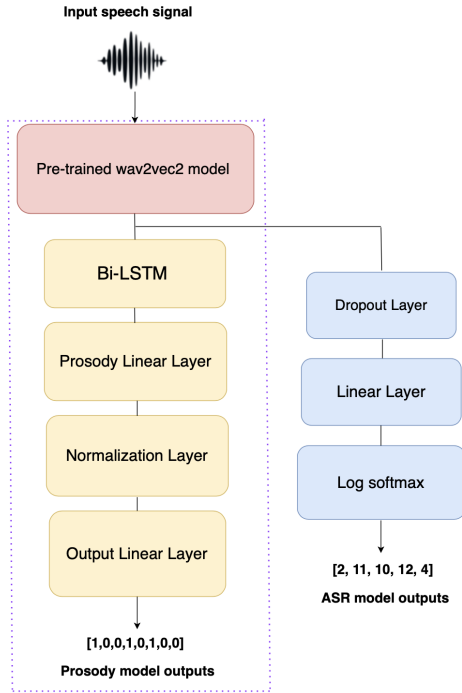 Input speech signal
Pre-trained wav2vec2 model
Bi-LSTM
Prosody Linear Layer
Normalization Layer
Output Linear Layer
[1,0,0,1,0,1,0,0]
Prosody model outputs
Dropout Layer
Linear Layer
Log softmax
[2, 11, 10, 12, 4]
ASR model outputs